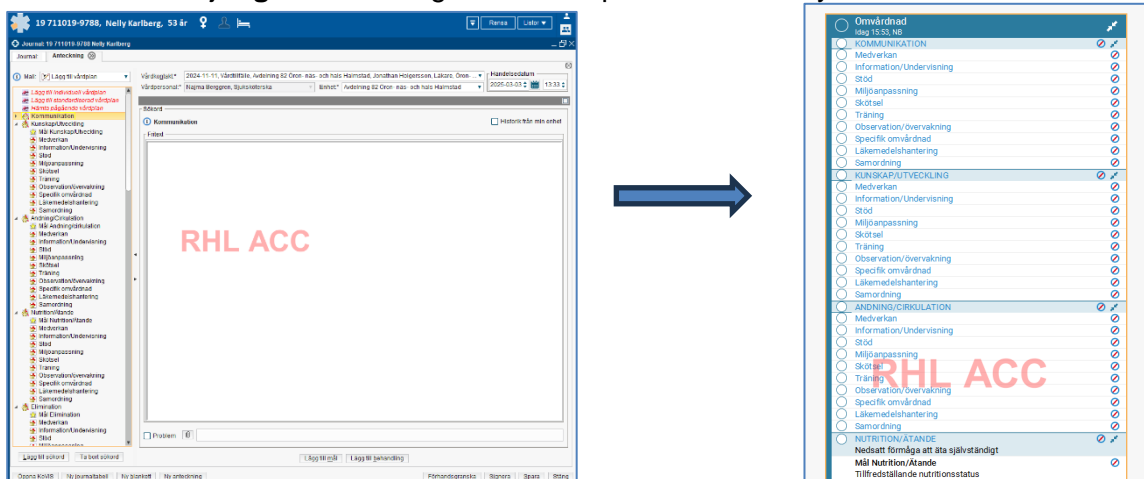 19 711019-9788, Nelly Karlberg, 53 år
Rensa
Listor
Journal: 19 711019-9788 Nelly Karlberg
Journal
Anteckning
Mall:
Lägg till vårdplan
Vårdkontakt*
2024-11-11, Vårdtillfälle, Avdelning 82 Öron- näs- och hals Halmstad, Jonathan Holgersson, Läkare, Öron-...
Händelsedatum
Vårdpersonal*
Najma Berggren, Sjuksköterska
Enhet*
Avdelning 82 Öron- näs- och hals Halmstad
2025-03-03
13:33
Lägg till individuell vårdplan
Lägg till standardiserad vårdplan
Hämta pågående vårdplan
Kommunikation
Kunskap/Utveckling
Mål Kunskap/Utveckling
Medverkan
Information/Undervisning
Stöd
Miljöanpassning
Skötsel
Träning
Observation/övervakning
Specifik omvårdnad
Läkemedelshantering
Samordning
Andning/Cirkulation
Mål Andning/cirkulation
Medverkan
Information/Undervisning
Stöd
Miljöanpassning
Skötsel
Träning
Observation/övervakning
Specifik omvårdnad
Läkemedelshantering
Samordning
Nutrition/Ätande
Mål Nutrition/Ätande
Medverkan
Information/Undervisning
Stöd
Miljöanpassning
Skötsel
Träning
Observation/övervakning
Specifik omvårdnad
Läkemedelshantering
Samordning
Elimination
Mål Elimination
Medverkan
Information/Undervisning
Stöd
Sökord
Kommunikation
Historik från min enhet
Fritext
RHL ACC
Problem
Lägg till sökord
Ta bort sökord
Lägg till mål
Lägg till behandling
Öppna KoVIS
Ny journaltabell
Ny blankett
Ny anteckning
Förhandsgranska
Signera
Spara
Stäng
Omvårdnad
Idag 15:53, NB
KOMMUNIKATION
Medverkan
Information/Undervisning
Stöd
Miljöanpassning
Skötsel
Träning
Observation/övervakning
Specifik omvårdnad
Läkemedelshantering
Samordning
KUNSKAP/UTVECKLING
Medverkan
Information/Undervisning
Stöd
Miljöanpassning
Skötsel
Träning
Observation/övervakning
Specifik omvårdnad
Läkemedelshantering
Samordning
ANDNING/CIRKULATION
Medverkan
Information/Undervisning
Stöd
Miljöanpassning
Skötsel
Träning
RHL ACC
Observation/övervakning
Specifik omvårdnad
Läkemedelshantering
Samordning
NUTRITION/ÄTANDE
Nedsatt förmåga att äta självständigt
Mål Nutrition/Ätande
Tillfredställande nutritionsstatus